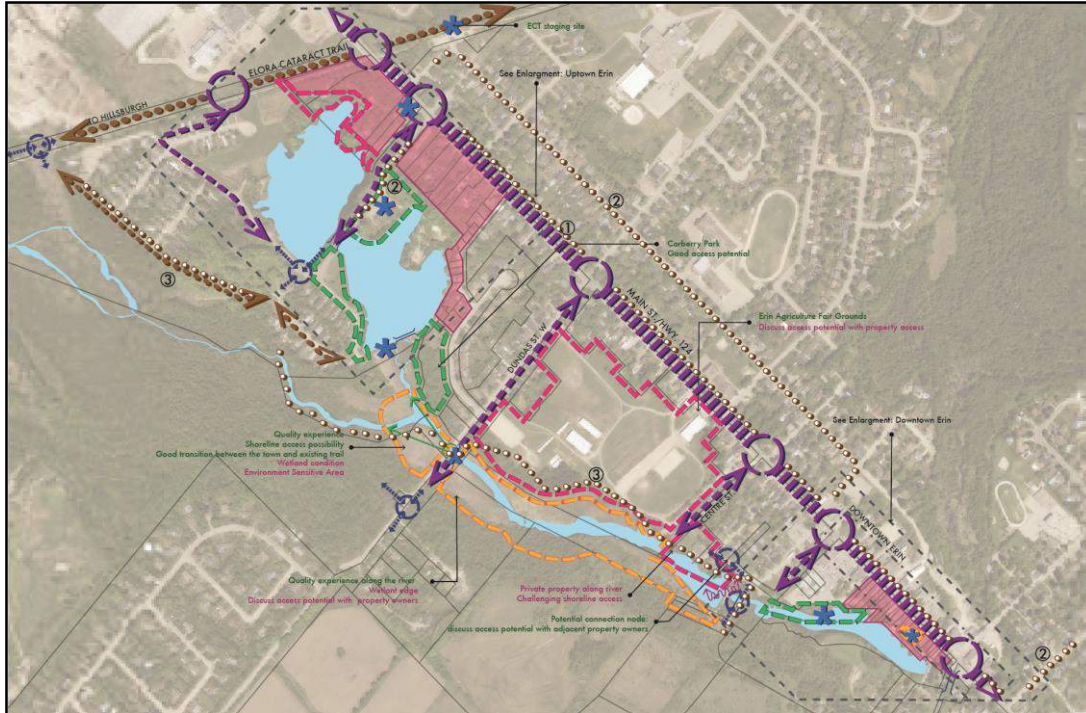 ECT staging site
ELORA CATARACT TRAIL
TO HILLSBURGH
See Enlargment: Uptown Erin
②
②
①
Carberry Park
Good access potential
③
MAIN ST./HWY. 124
DUNDAS ST. W
Erin Agriculture Fair Grounds
Discuss access potential with property access
See Enlargment: Downtown Erin
Quality experience
Shoreline access possibility
Good transition between the town and existing trail
Wetland condition
Environment Sensitive Area
③
CENTRE ST.
DOWNTOWN ERIN
Quality experience along the river
Wetlant edge
Discuss access potential with property owners
Private property along river
Challenging shoreline access
Potential connection node:
discuss access potential with adjacent property owners
②